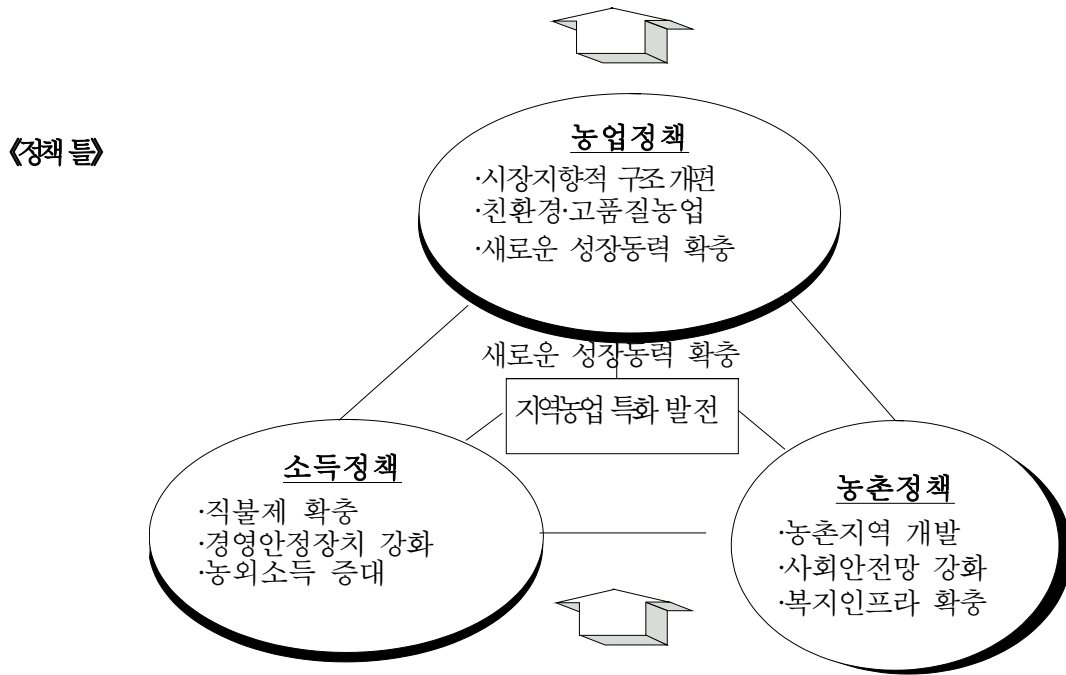 《정책 틀》
농업정책
·시장지향적 구조 개편
·친환경·고품질농업
·새로운 성장동력 확충
새로운 성장동력 확충
지역농업 특화 발전
소득정책
·직불제 확충
·경영안정장치 강화
·농외소득 증대
농촌정책
·농촌지역 개발
·사회안전망 강화
·복지인프라 확충